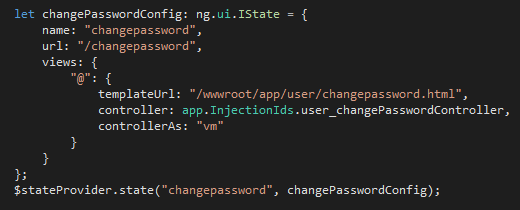 let changePasswordConfig: ng.ui.IState = {
    name: "changepassword",
    url: "/changepassword",
    views: {
        "@": {
            templateUrl: "/wwwroot/app/user/changepassword.html",
            controller: app.InjectionIds.user_changePasswordController,
            controllerAs: "vm"
        }
    }
};
$stateProvider.state("changepassword", changePasswordConfig);